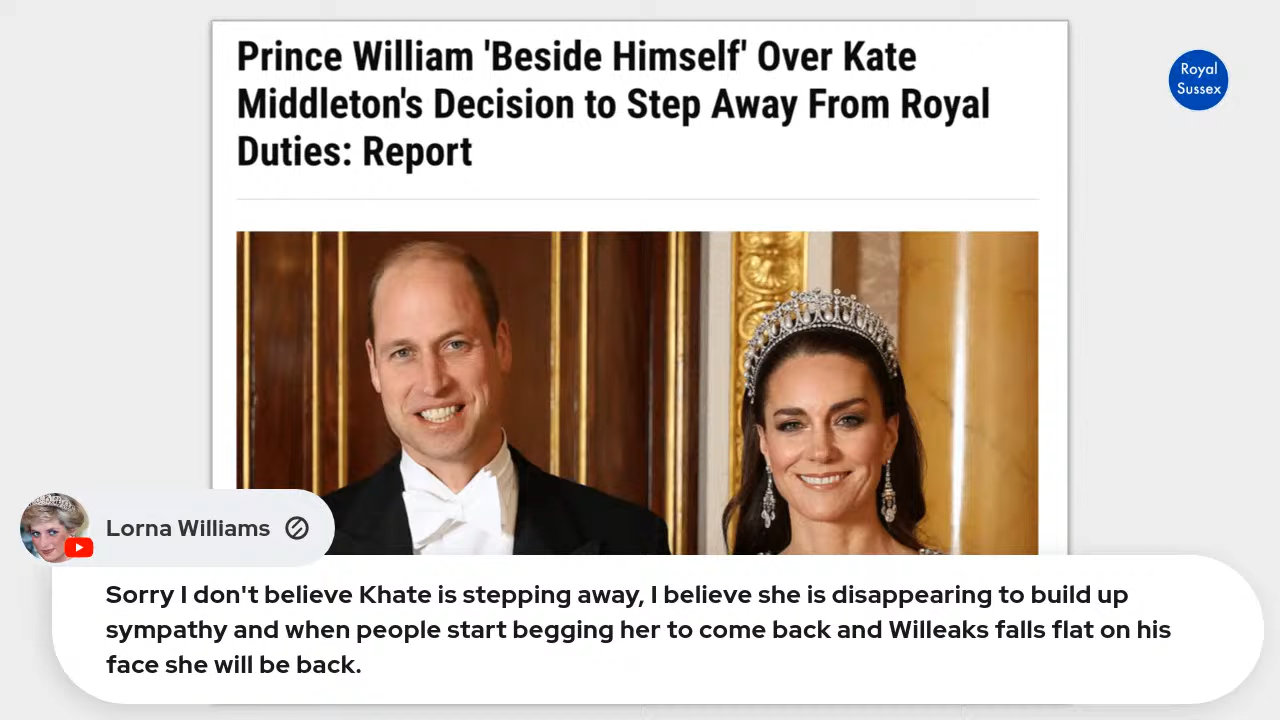 Prince William 'Beside Himself' Over Kate
Middleton's Decision to Step Away From Royal
Duties: Report
Royal
Sussex
Lorna Williams
Sorry I don't believe Khate is stepping away, I believe she is disappearing to build up
sympathy and when people start begging her to come back and Willeaks falls flat on his
face she will be back.